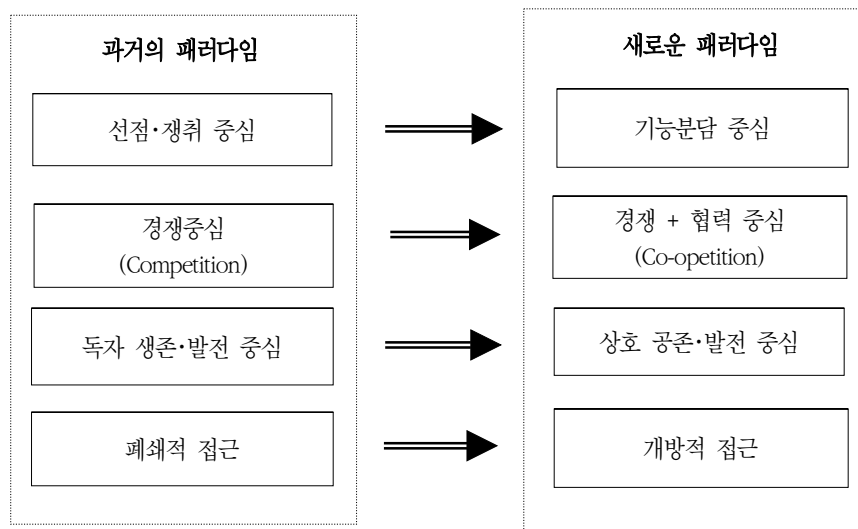 과거의 패러다임
새로운 패러다임
선점·쟁취 중심
기능분담 중심
경쟁중심
(Competition)
경쟁 + 협력 중심
(Co-opetition)
독자 생존·발전 중심
상호 공존·발전 중심
폐쇄적 접근
개방적 접근